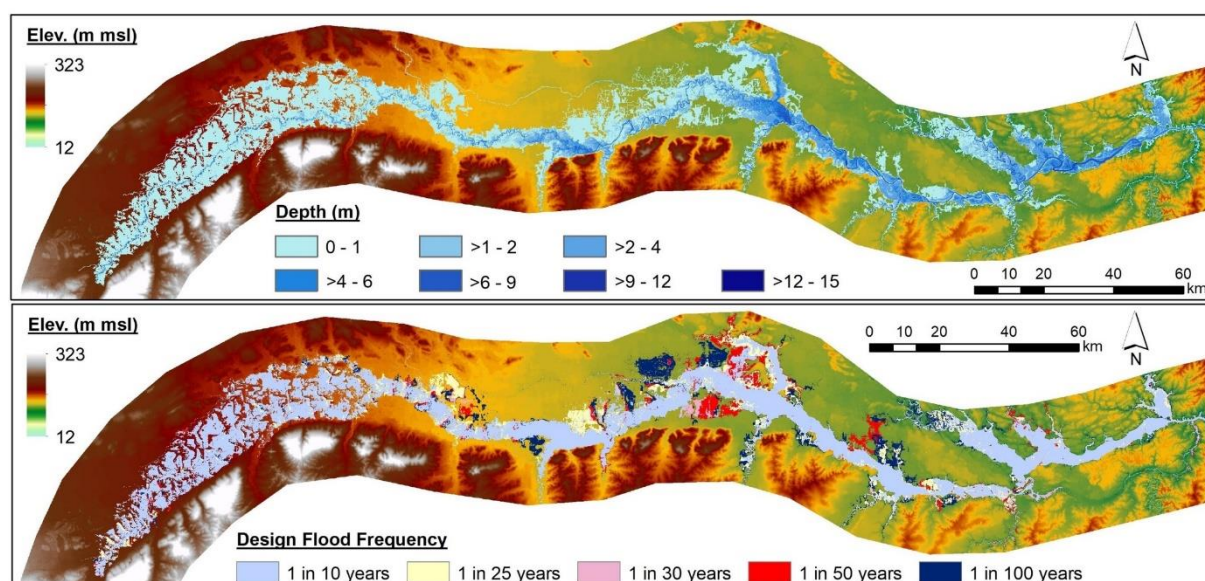 Elev. (m msl)
323
12
N
Depth (m)
0 - 1
>1 - 2
>2 - 4
>4 - 6
>6 - 9
>9 - 12
>12 - 15
0 10 20 40 60
km
Elev. (m msl)
323
12
0 10 20 40 60
km
N
Design Flood Frequency
1 in 10 years
1 in 25 years
1 in 30 years
1 in 50 years
1 in 100 years